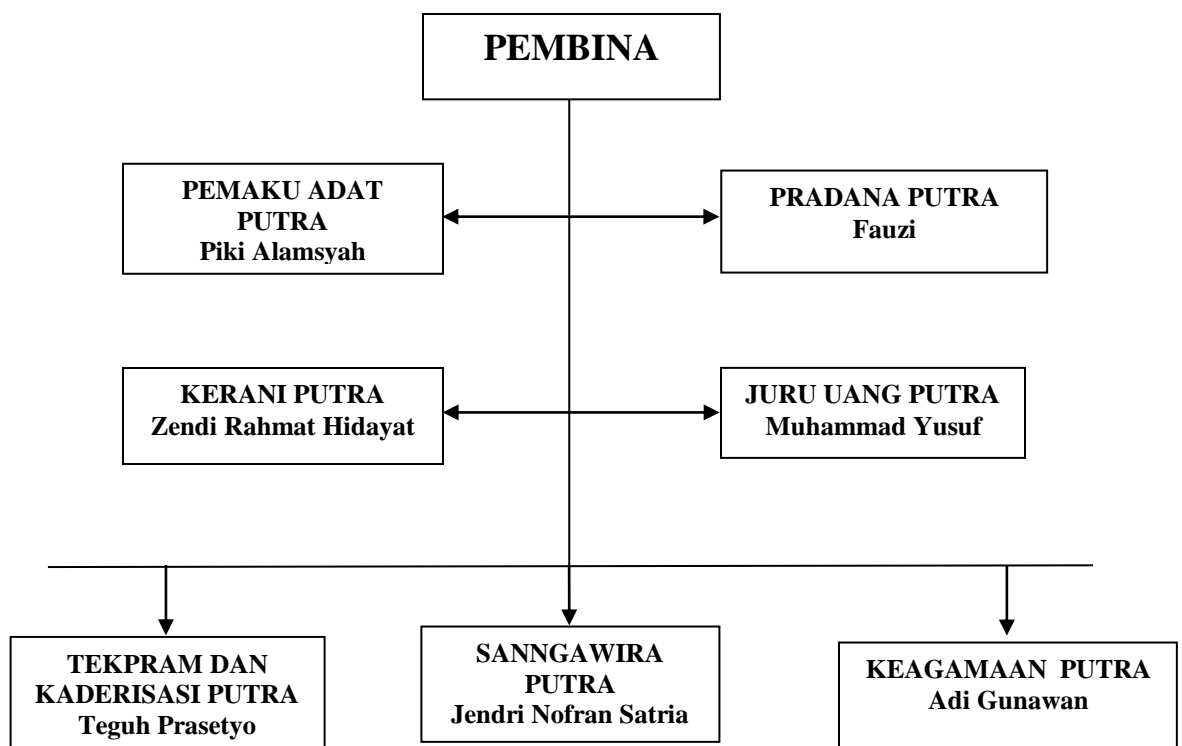 PEMBINA
PEMAKU ADAT
PUTRA
Piki Alamsyah
PRADANA PUTRA
Fauzi
KERANI PUTRA
Zendi Rahmat Hidayat
JURU UANG PUTRA
Muhammad Yusuf
TEKPRAM DAN
KADERISASI PUTRA
Teguh Prasetyo
SANNGAWIRA
PUTRA
Jendri Nofran Satria
KEAGAMAAN  PUTRA
Adi Gunawan